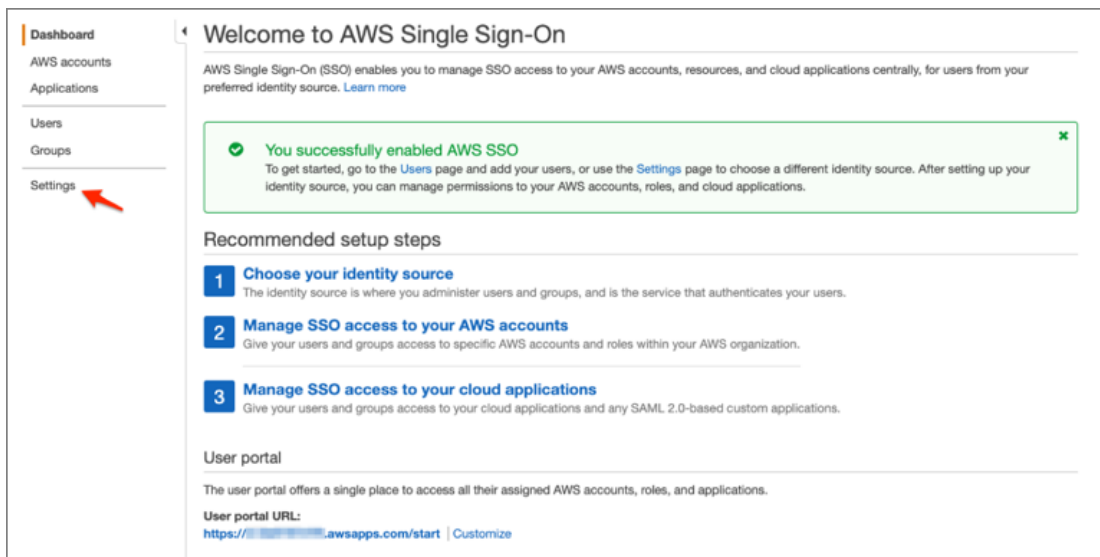 Dashboard
AWS accounts
Applications
Users
Groups
Settings
Welcome to AWS Single Sign-On
AWS Single Sign-On (SSO) enables you to manage SSO access to your AWS accounts, resources, and cloud applications centrally, for users from your
preferred identity source. Learn more
You successfully enabled AWS SSO
To get started, go to the Users page and add your users, or use the Settings page to choose a different identity source. After setting up your
identity source, you can manage permissions to your AWS accounts, roles, and cloud applications.
Recommended setup steps
1 Choose your identity source
The identity source is where you administer users and groups, and is the service that authenticates your users.
2 Manage SSO access to your AWS accounts
Give your users and groups access to specific AWS accounts and roles within your AWS organization.
3 Manage SSO access to your cloud applications
Give your users and groups access to your cloud applications and any SAML 2.0-based custom applications.
User portal
The user portal offers a single place to access all their assigned AWS accounts, roles, and applications.
User portal URL:
https:// .awsapps.com/start | Customize